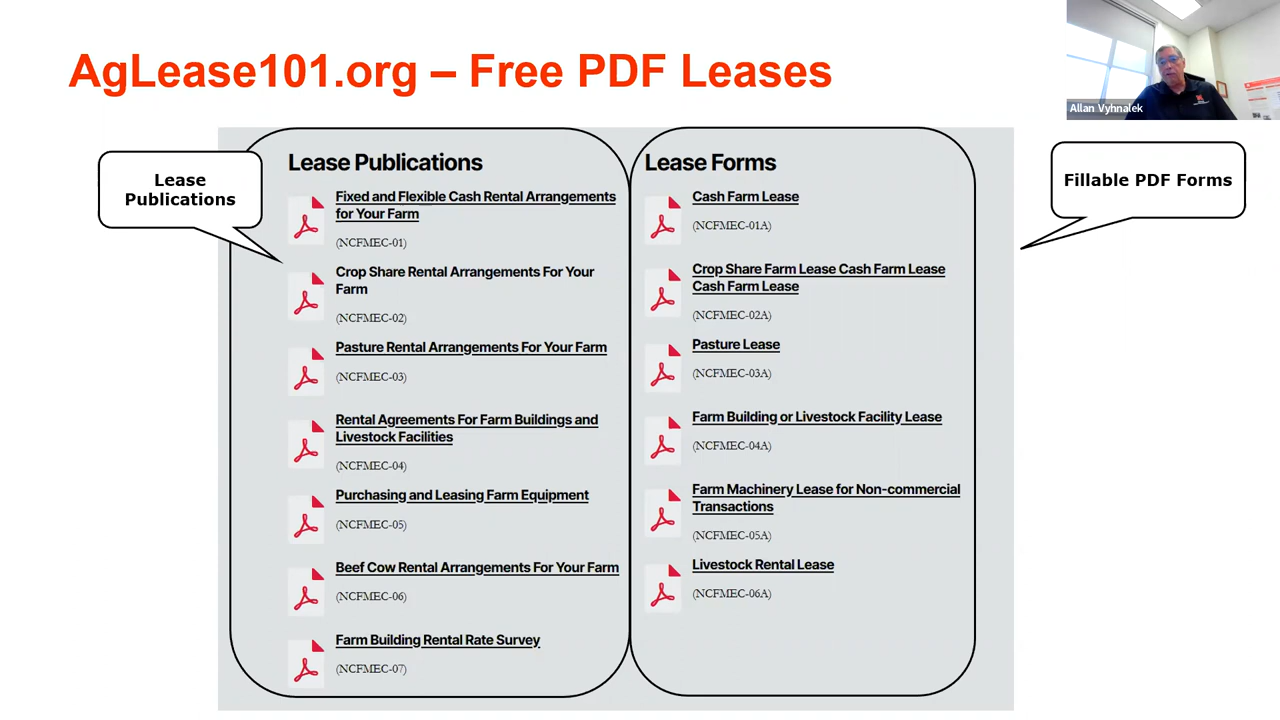 AgLease101.org – Free PDF Leases
Allan Vyhnalek
Lease
Publications
Lease Publications
Fixed and Flexible Cash Rental Arrangements
for Your Farm
(NCFMEC-01)
Crop Share Rental Arrangements For Your
Farm
(NCFMEC-02)
Pasture Rental Arrangements For Your Farm
(NCFMEC-03)
Rental Agreements For Farm Buildings and
Livestock Facilities
(NCFMEC-04)
Purchasing and Leasing Farm Equipment
(NCFMEC-05)
Beef Cow Rental Arrangements For Your Farm
(NCFMEC-06)
Farm Building Rental Rate Survey
(NCFMEC-07)
Lease Forms
Cash Farm Lease
(NCFMEC-01A)
Crop Share Farm Lease Cash Farm Lease
Cash Farm Lease
(NCFMEC-02A)
Pasture Lease
(NCFMEC-03A)
Farm Building or Livestock Facility Lease
(NCFMEC-04A)
Farm Machinery Lease for Non-commercial
Transactions
(NCFMEC-05A)
Livestock Rental Lease
(NCFMEC-06A)
Fillable PDF Forms